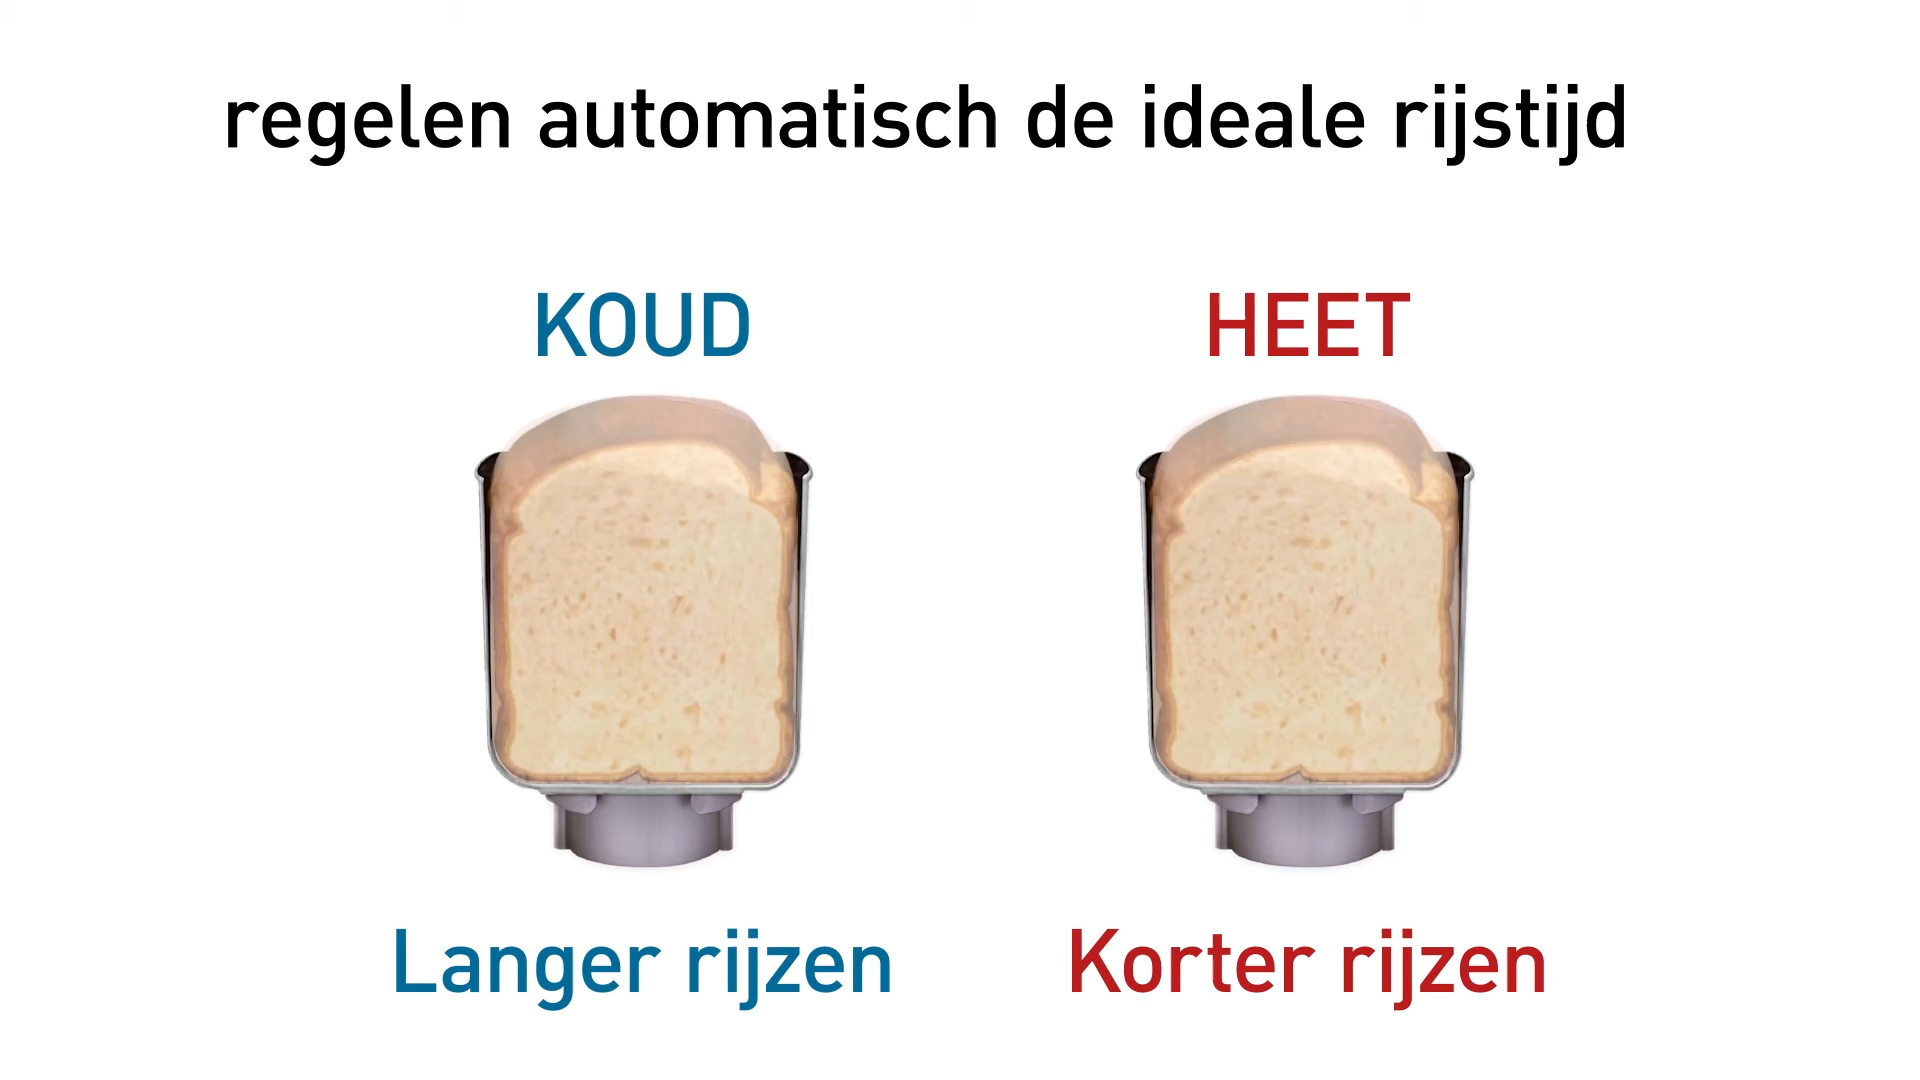 regelen automatisch de ideale rijstijd
KOUD
HEET
Langer rijzen
Korter rijzen